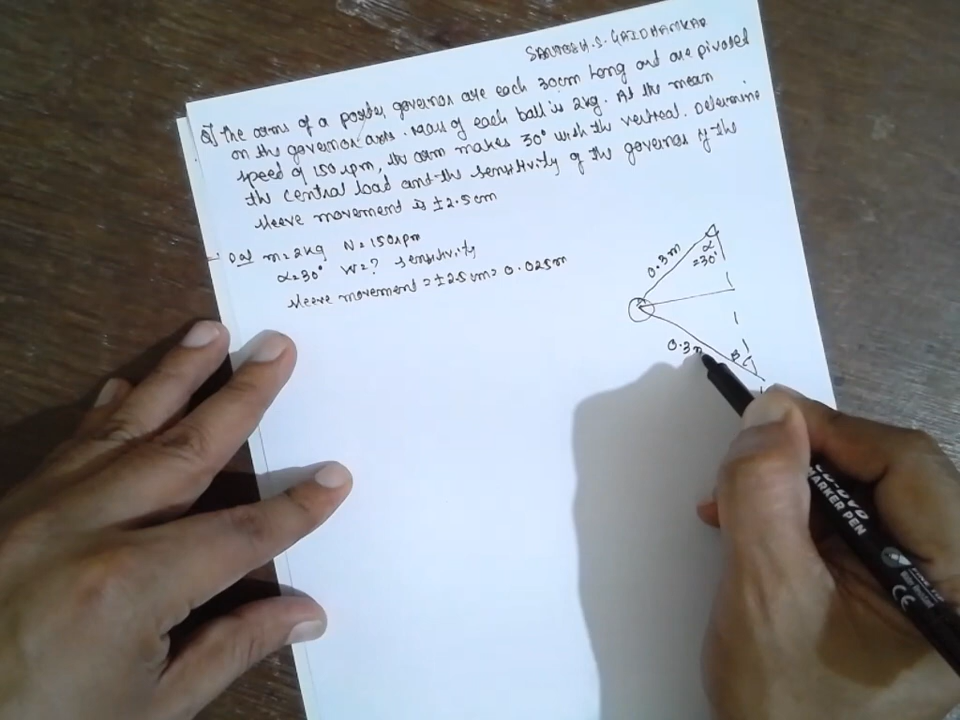 SANTOSH.S. GAIDHANKAR
Q] The arms of a porter governor are each 30cm long and are pivoted
on the governor axis. Mass of each ball is 2kg. At the mean
speed of 150 rpm, the arm makes 30° with the vertical. Determine
the central load and the sensitivity of the governor if the
sleeve movement is ±2.5cm
m=2kg N=150rpm
α=30° W=? sensitivity
sleeve movement = ±2.5cm = 0.025m
0.3m
α
=30°
0.3m
β
MARKER PEN
CE